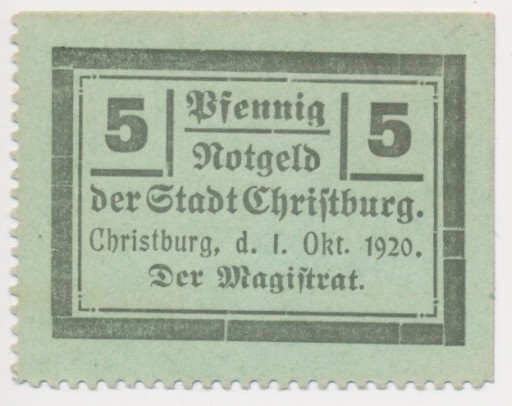 5 Pfennig 5
Notgeld
der Stadt Christburg.
Christburg, d. 1. Okt. 1920.
Der Magistrat.